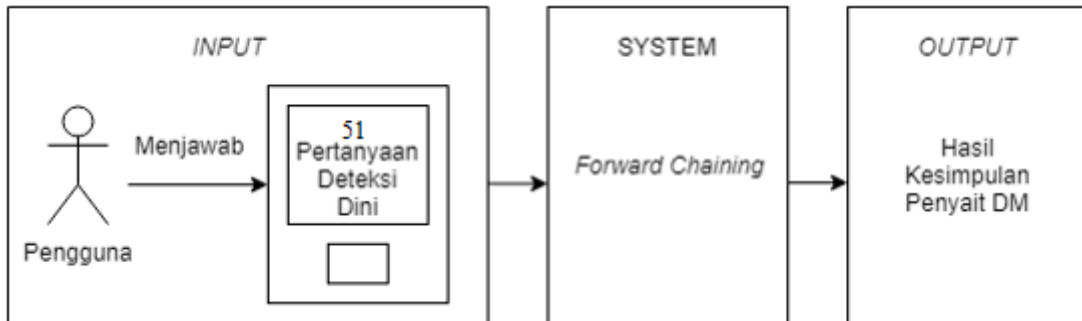 INPUT
Menjawab
51
Pertanyaan
Deteksi
Dini
Pengguna
SYSTEM
Forward Chaining
OUTPUT
Hasil
Kesimpulan
Penyait DM